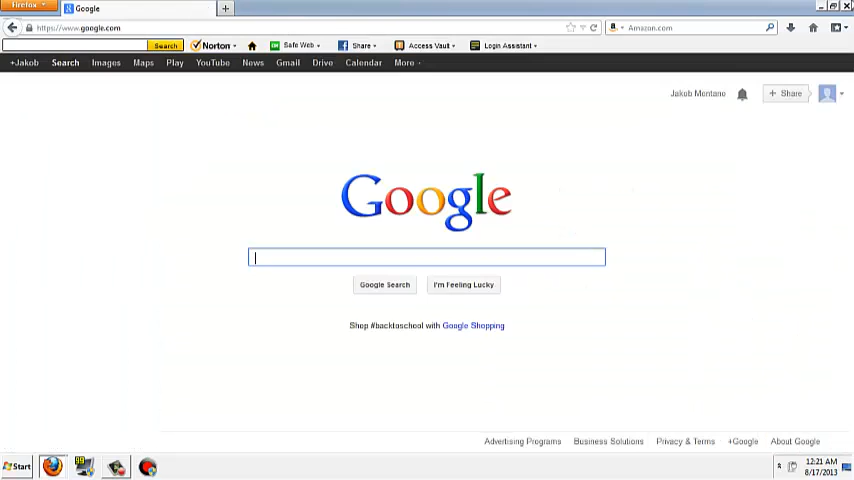 Firefox
Google
https://www.google.com
Amazon.com
Search Norton Safe Web Share Access Vault Login Assistant
+Jakob Search Images Maps Play YouTube News Gmail Drive Calendar More
Jakob Montano + Share
Google
Google Search I'm Feeling Lucky
Shop #backtoschool with Google Shopping
Advertising Programs Business Solutions Privacy & Terms +Google About Google
Start
12:21 AM
8/17/2013